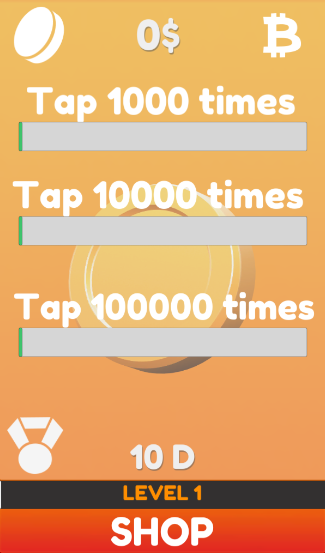 0$
Tap 1000 times
Tap 10000 times
Tap 100000 times
10 D
LEVEL 1
SHOP